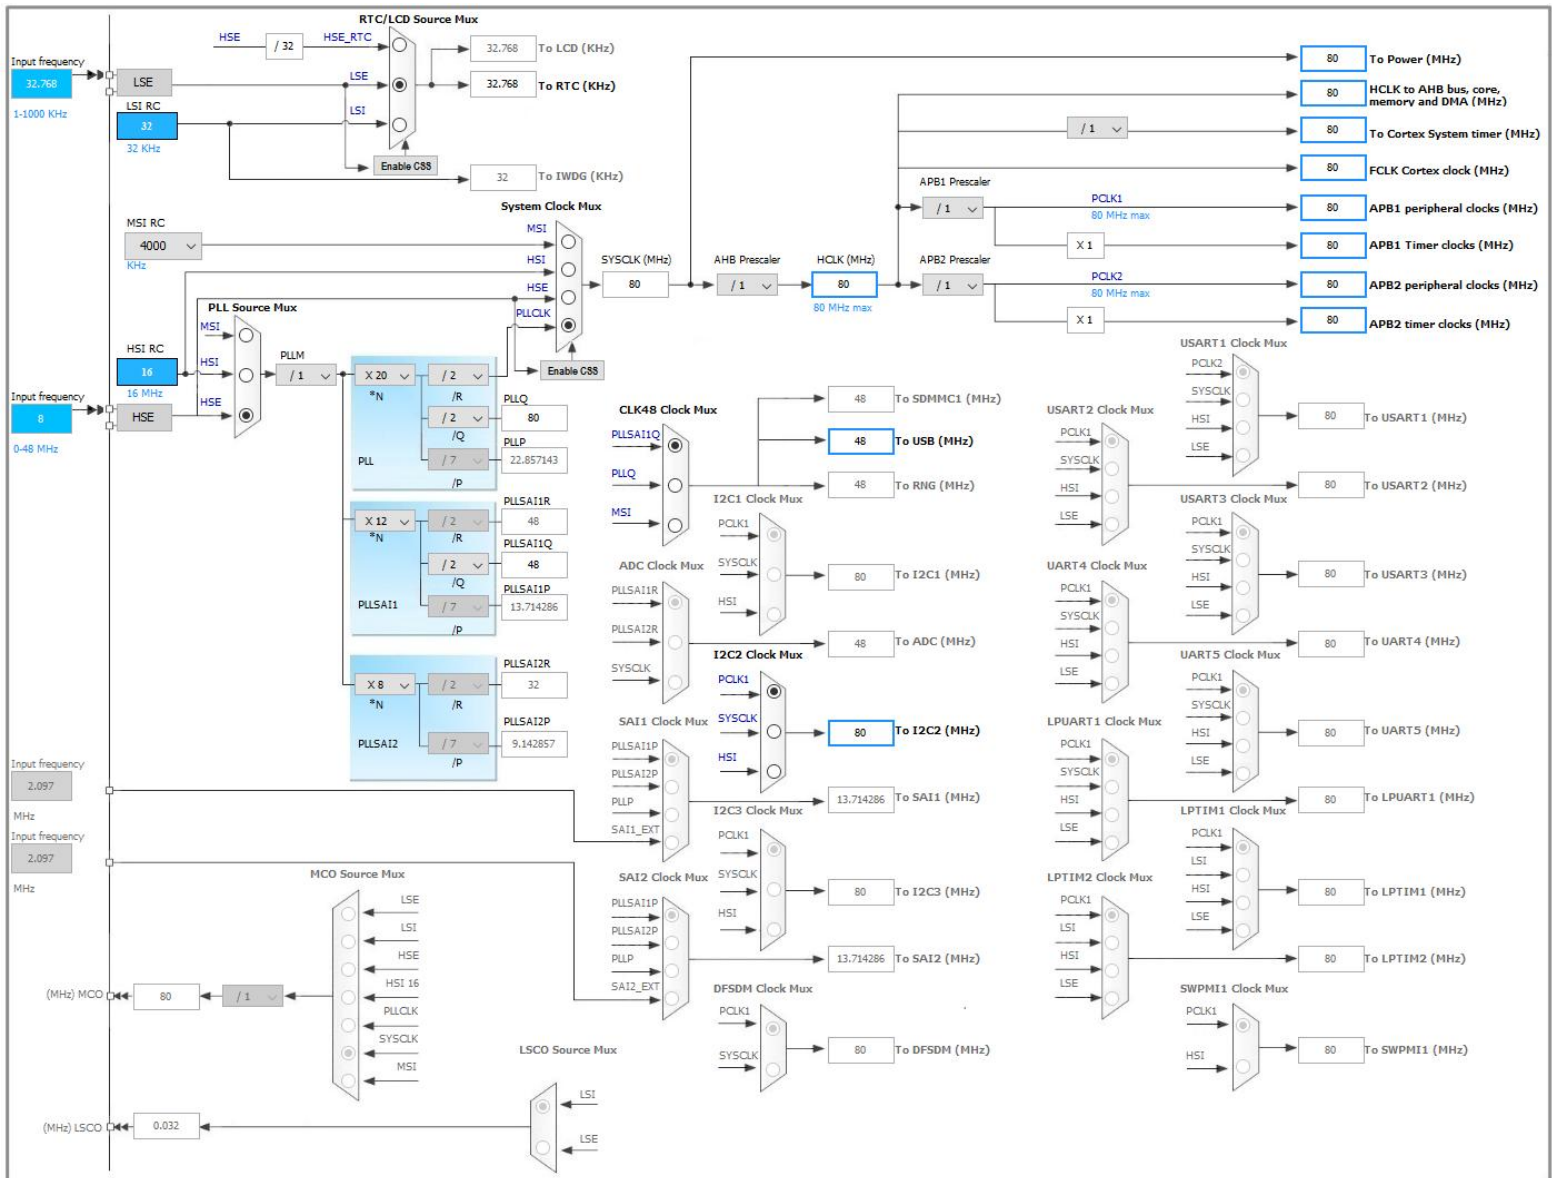 RTC/LCD Source Mux
HSE
/ 32
HSE_RTC
32.768
To LCD (KHz)
Input frequency
32.768
1-1000 KHz
LSE
LSE
32.768
To RTC (KHz)
LSI RC
32
32 KHz
LSI
Enable CSS
32
To IWDG (KHz)
80
To Power (MHz)
80
HCLK to AHB bus, core,
memory and DMA (MHz)
/ 1
80
To Cortex System timer (MHz)
80
FCLK Cortex clock (MHz)
APB1 Prescaler
/ 1
PCLK1
80 MHz max
80
APB1 peripheral clocks (MHz)
X 1
80
APB1 Timer clocks (MHz)
System Clock Mux
MSI RC
4000
KHz
MSI
HSI
HSE
PLLCLK
Enable CSS
SYSCLK (MHz)
80
AHB Prescaler
/ 1
HCLK (MHz)
80
80 MHz max
APB2 Prescaler
/ 1
PCLK2
80 MHz max
80
APB2 peripheral clocks (MHz)
X 1
80
APB2 timer clocks (MHz)
PLL Source Mux
MSI
HSI
HSE
HSI RC
16
16 MHz
Input frequency
8
0-48 MHz
HSE
PLLM
/ 1
X 20
*N
/ 2
/R
PLLQ
/ 2
80
/Q
PLLP
PLL
/ 7
22.857143
/P
PLLSAI1R
X 12
*N
/ 2
48
/R
PLLSAI1Q
/ 2
48
/Q
PLLSAI1P
PLLSAI1
/ 7
13.714286
/P
PLLSAI2R
X 8
*N
/ 2
32
/R
PLLSAI2P
PLLSAI2
/ 7
9.142857
/P
CLK48 Clock Mux
PLLSAI1Q
PLLQ
MSI
48
To SDMMC1 (MHz)
48
To USB (MHz)
48
To RNG (MHz)
I2C1 Clock Mux
PCLK1
SYSCLK
HSI
80
To I2C1 (MHz)
ADC Clock Mux
PLLSAI1R
PLLSAI2R
SYSCLK
48
To ADC (MHz)
I2C2 Clock Mux
PCLK1
SYSCLK
HSI
80
To I2C2 (MHz)
SAI1 Clock Mux
PLLSAI1P
PLLSAI2P
PLLP
SAI1_EXT
13.714286
To SAI1 (MHz)
I2C3 Clock Mux
PCLK1
SYSCLK
HSI
80
To I2C3 (MHz)
SAI2 Clock Mux
PLLSAI1P
PLLSAI2P
PLLP
SAI2_EXT
13.714286
To SAI2 (MHz)
DFSDM Clock Mux
PCLK1
SYSCLK
80
To DFSDM (MHz)
USART1 Clock Mux
PCLK2
SYSCLK
HSI
LSE
80
To USART1 (MHz)
USART2 Clock Mux
PCLK1
SYSCLK
HSI
LSE
80
To USART2 (MHz)
USART3 Clock Mux
PCLK1
SYSCLK
HSI
LSE
80
To USART3 (MHz)
UART4 Clock Mux
PCLK1
SYSCLK
HSI
LSE
80
To UART4 (MHz)
UART5 Clock Mux
PCLK1
SYSCLK
HSI
LSE
80
To UART5 (MHz)
LPUART1 Clock Mux
PCLK1
SYSCLK
HSI
LSE
80
To LPUART1 (MHz)
LPTIM1 Clock Mux
PCLK1
LSI
HSI
LSE
80
To LPTIM1 (MHz)
LPTIM2 Clock Mux
PCLK1
LSI
HSI
LSE
80
To LPTIM2 (MHz)
SWPMI1 Clock Mux
PCLK1
HSI
80
To SWPMI1 (MHz)
Input frequency
2.097
MHz
Input frequency
2.097
MHz
MCO Source Mux
LSE
LSI
HSE
HSI 16
PLLCLK
SYSCLK
MSI
(MHz) MCO
80
/ 1
LSCO Source Mux
LSI
LSE
(MHz) LSCO
0.032